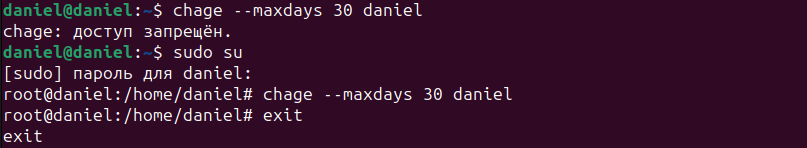 daniel@daniel:~$ chage --maxdays 30 daniel
chage: доступ запрещён.
daniel@daniel:~$ sudo su
[sudo] пароль для daniel:
root@daniel:/home/daniel# chage --maxdays 30 daniel
root@daniel:/home/daniel# exit
exit